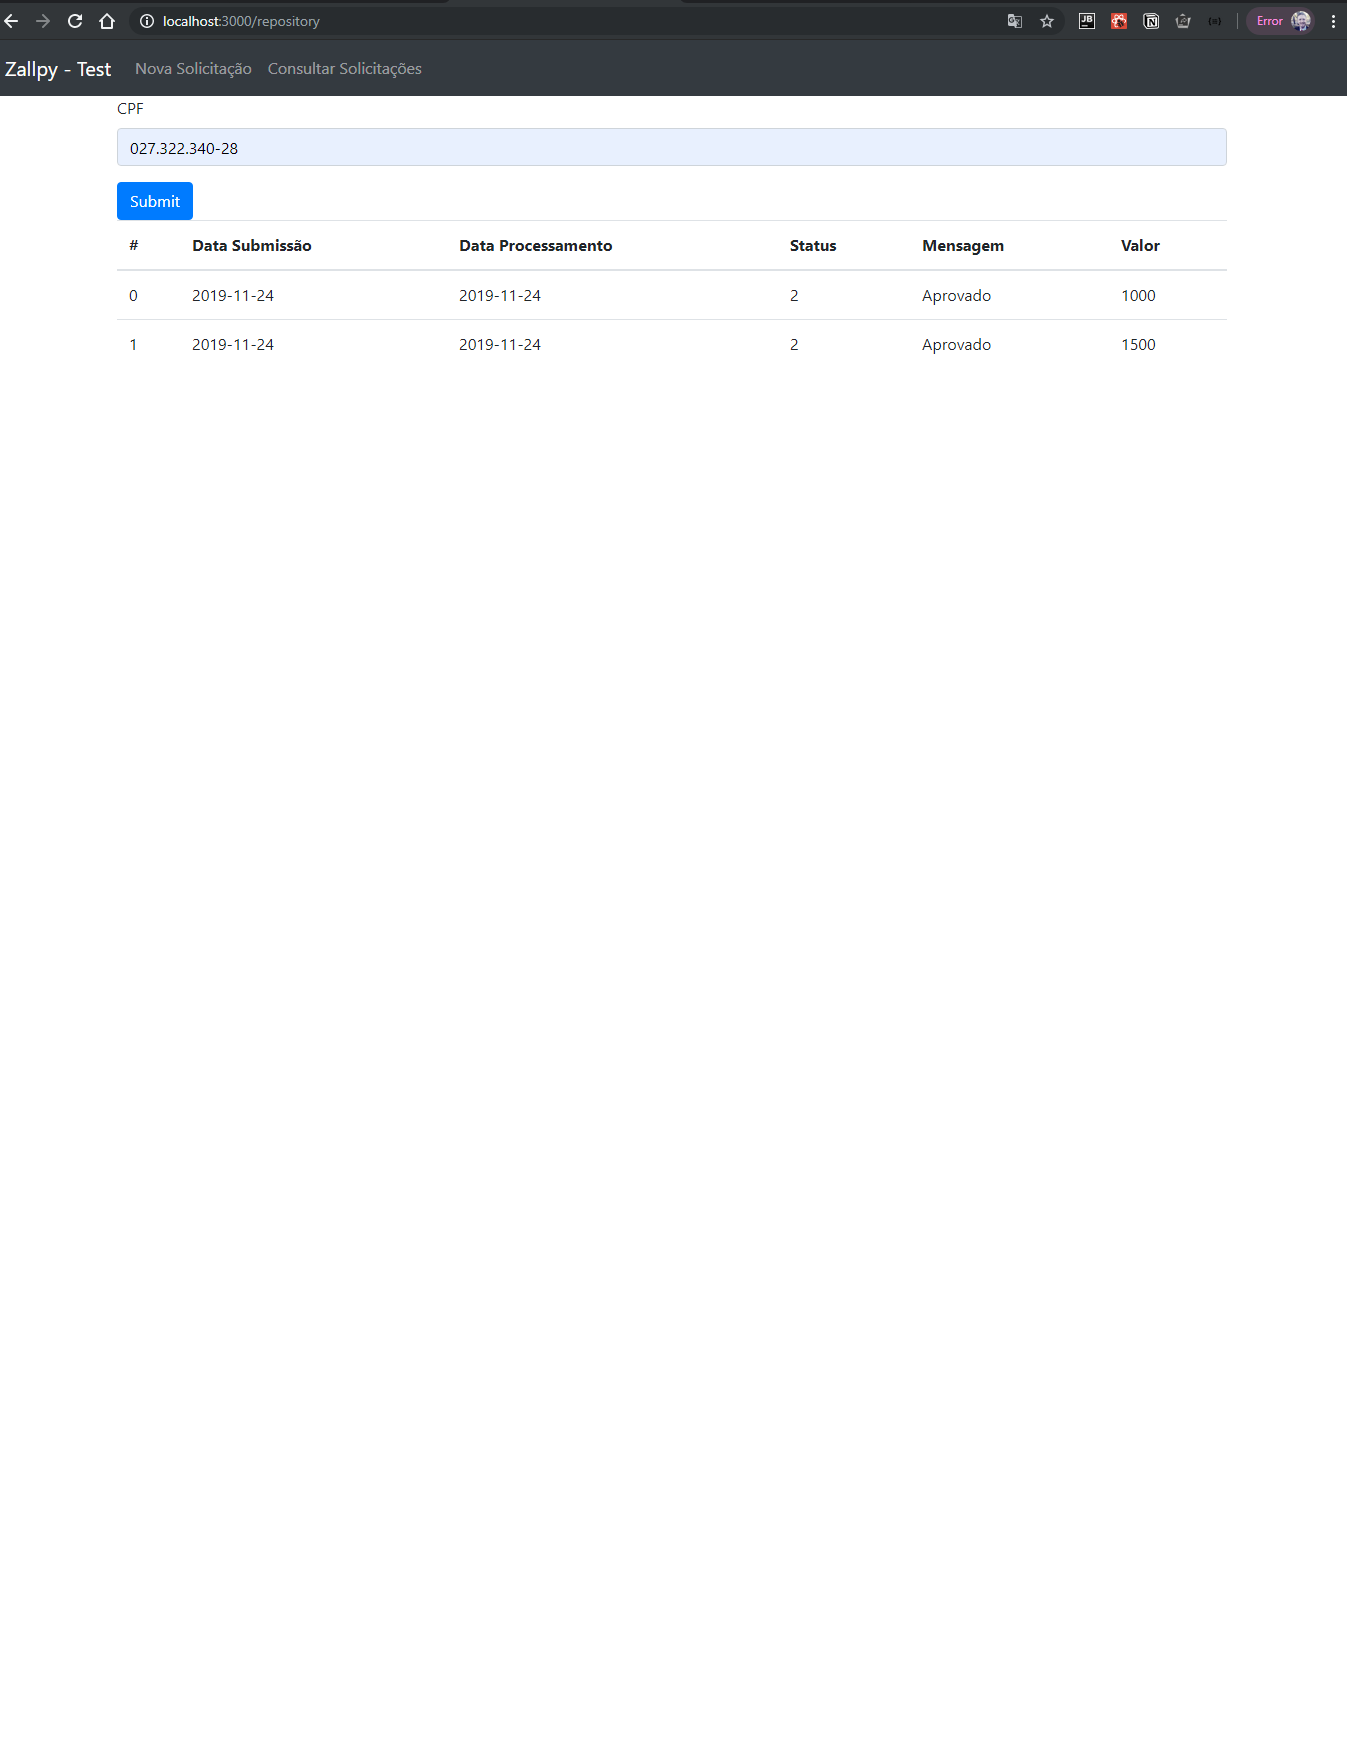 localhost:3000/repository
JB
N
Error
Zallpy - Test Nova Solicitação Consultar Solicitações
CPF
027.322.340-28
Submit
# Data Submissão Data Processamento Status Mensagem Valor
0 2019-11-24 2019-11-24 2 Aprovado 1000
1 2019-11-24 2019-11-24 2 Aprovado 1500